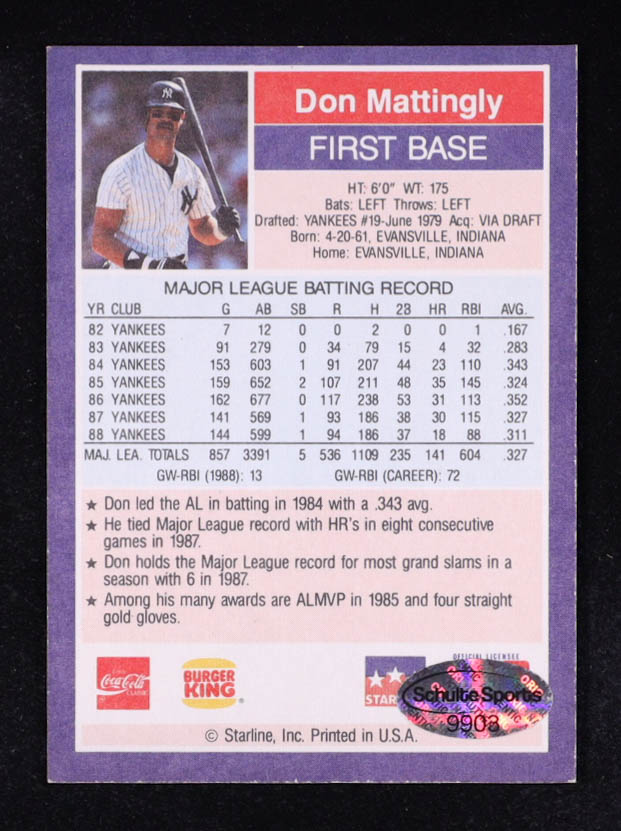 Don Mattingly
FIRST BASE
HT: 6'0" WT: 175
Bats: LEFT Throws: LEFT
Drafted: YANKEES #19-June 1979 Acq: VIA DRAFT
Born: 4-20-61, EVANSVILLE, INDIANA
Home: EVANSVILLE, INDIANA
MAJOR LEAGUE BATTING RECORD
YR CLUB G AB SB R H 2B HR RBI AVG.
82 YANKEES 7 12 0 0 2 0 0 1 .167
83 YANKEES 91 279 0 34 79 15 4 32 .283
84 YANKEES 153 603 1 91 207 44 23 110 .343
85 YANKEES 159 652 2 107 211 48 35 145 .324
86 YANKEES 162 677 0 117 238 53 31 113 .352
87 YANKEES 141 569 1 93 186 38 30 115 .327
88 YANKEES 144 599 1 94 186 37 18 88 .311
MAJ. LEA. TOTALS 857 3391 5 536 1109 235 141 604 .327
GW-RBI (1988): 13 GW-RBI (CAREER): 72
★ Don led the AL in batting in 1984 with a .343 avg.
★ He tied Major League record with HR's in eight consecutive
games in 1987.
★ Don holds the Major League record for most grand slams in a
season with 6 in 1987.
★ Among his many awards are ALMVP in 1985 and four straight
gold gloves.
Coca-Cola
CLASSIC
BURGER
KING
STAR
OFFICIAL LICENSEE
Schulte Sports
9903
© Starline, Inc. Printed in U.S.A.